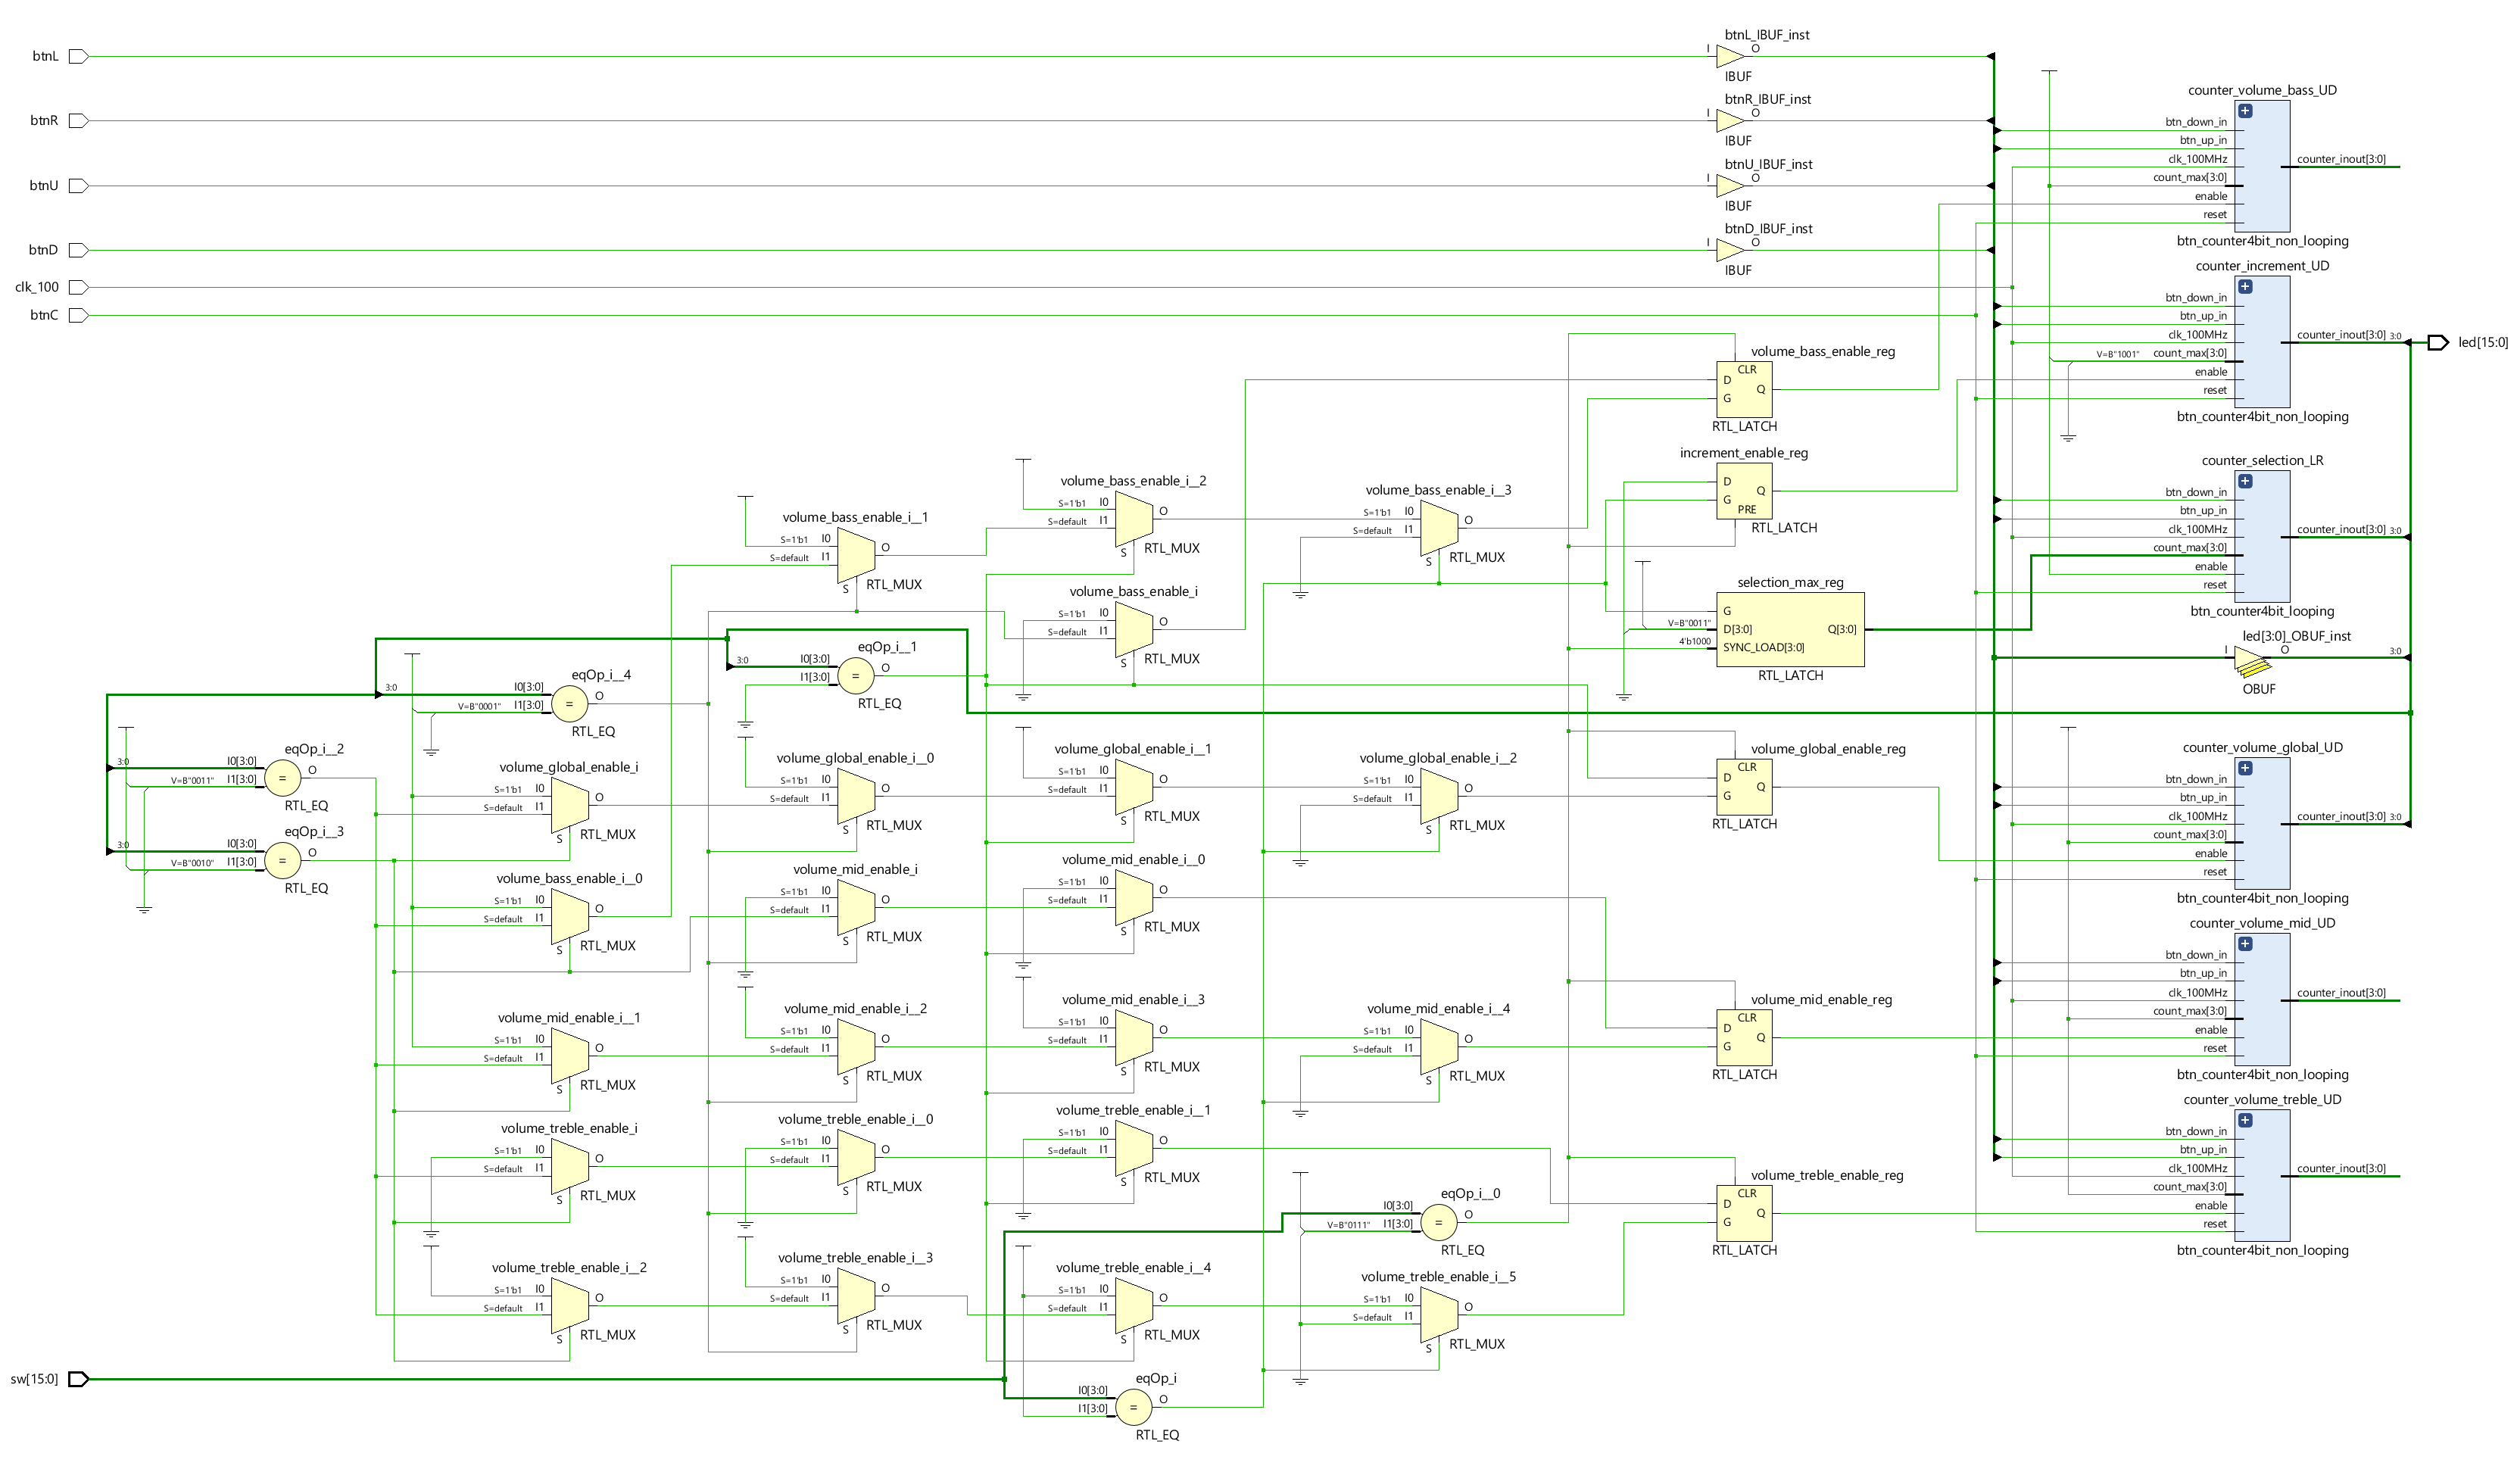 btnL
btnL_IBUF_inst
I
O
IBUF
btnR
btnR_IBUF_inst
I
O
IBUF
btnU
btnU_IBUF_inst
I
O
IBUF
btnD
btnD_IBUF_inst
I
O
IBUF
clk_100
btnC
counter_volume_bass_UD
btn_down_in
btn_up_in
clk_100MHz
count_max[3:0]
enable
reset
counter_inout[3:0]
btn_counter4bit_non_looping
counter_increment_UD
btn_down_in
btn_up_in
clk_100MHz
V=B"1001" count_max[3:0]
enable
reset
counter_inout[3:0] 3:0
btn_counter4bit_non_looping
led[15:0]
volume_bass_enable_reg
CLR
D
G
Q
RTL_LATCH
increment_enable_reg
D
G
PRE
Q
RTL_LATCH
selection_max_reg
G
V=B"0011" D[3:0]
4'b1000 SYNC_LOAD[3:0]
Q[3:0]
RTL_LATCH
counter_selection_LR
btn_down_in
btn_up_in
clk_100MHz
count_max[3:0]
enable
reset
counter_inout[3:0] 3:0
btn_counter4bit_looping
led[3:0]_OBUF_inst
I
O
3:0
OBUF
volume_bass_enable_i__1
S=1'b1 I0
S=default I1
S
O
RTL_MUX
volume_bass_enable_i__2
S=1'b1 I0
S=default I1
S
O
RTL_MUX
volume_bass_enable_i__3
S=1'b1 I0
S=default I1
S
O
RTL_MUX
volume_bass_enable_i
S=1'b1 I0
S=default I1
S
O
RTL_MUX
eqOp_i__4
3:0 I0[3:0]
V=B"0001" I1[3:0]
=
O
RTL_EQ
eqOp_i__1
3:0 I0[3:0]
I1[3:0]
=
O
RTL_EQ
eqOp_i__2
3:0 I0[3:0]
V=B"0011" I1[3:0]
=
O
RTL_EQ
eqOp_i__3
3:0 I0[3:0]
V=B"0010" I1[3:0]
=
O
RTL_EQ
volume_global_enable_i
S=1'b1 I0
S=default I1
S
O
RTL_MUX
volume_global_enable_i__0
S=1'b1 I0
S=default I1
S
O
RTL_MUX
volume_global_enable_i__1
S=1'b1 I0
S=default I1
S
O
RTL_MUX
volume_global_enable_i__2
S=1'b1 I0
S=default I1
S
O
RTL_MUX
volume_global_enable_reg
CLR
D
G
Q
RTL_LATCH
counter_volume_global_UD
btn_down_in
btn_up_in
clk_100MHz
count_max[3:0]
enable
reset
counter_inout[3:0] 3:0
btn_counter4bit_non_looping
volume_bass_enable_i__0
S=1'b1 I0
S=default I1
S
O
RTL_MUX
volume_mid_enable_i
S=1'b1 I0
S=default I1
S
O
RTL_MUX
volume_mid_enable_i__0
S=1'b1 I0
S=default I1
S
O
RTL_MUX
volume_mid_enable_i__1
S=1'b1 I0
S=default I1
S
O
RTL_MUX
volume_mid_enable_i__2
S=1'b1 I0
S=default I1
S
O
RTL_MUX
volume_mid_enable_i__3
S=1'b1 I0
S=default I1
S
O
RTL_MUX
volume_mid_enable_i__4
S=1'b1 I0
S=default I1
S
O
RTL_MUX
volume_mid_enable_reg
CLR
D
G
Q
RTL_LATCH
counter_volume_mid_UD
btn_down_in
btn_up_in
clk_100MHz
count_max[3:0]
enable
reset
counter_inout[3:0]
btn_counter4bit_non_looping
volume_treble_enable_i
S=1'b1 I0
S=default I1
S
O
RTL_MUX
volume_treble_enable_i__0
S=1'b1 I0
S=default I1
S
O
RTL_MUX
volume_treble_enable_i__1
S=1'b1 I0
S=default I1
S
O
RTL_MUX
eqOp_i__0
I0[3:0]
V=B"0111" I1[3:0]
=
O
RTL_EQ
volume_treble_enable_reg
CLR
D
G
Q
RTL_LATCH
counter_volume_treble_UD
btn_down_in
btn_up_in
clk_100MHz
count_max[3:0]
enable
reset
counter_inout[3:0]
btn_counter4bit_non_looping
volume_treble_enable_i__2
S=1'b1 I0
S=default I1
S
O
RTL_MUX
volume_treble_enable_i__3
S=1'b1 I0
S=default I1
S
O
RTL_MUX
volume_treble_enable_i__4
S=1'b1 I0
S=default I1
S
O
RTL_MUX
volume_treble_enable_i__5
S=1'b1 I0
S=default I1
S
O
RTL_MUX
sw[15:0]
eqOp_i
I0[3:0]
I1[3:0]
=
O
RTL_EQ